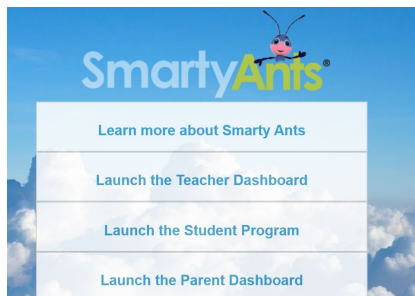 SmartyAnts®
Learn more about Smarty Ants
Launch the Teacher Dashboard
Launch the Student Program
Launch the Parent Dashboard